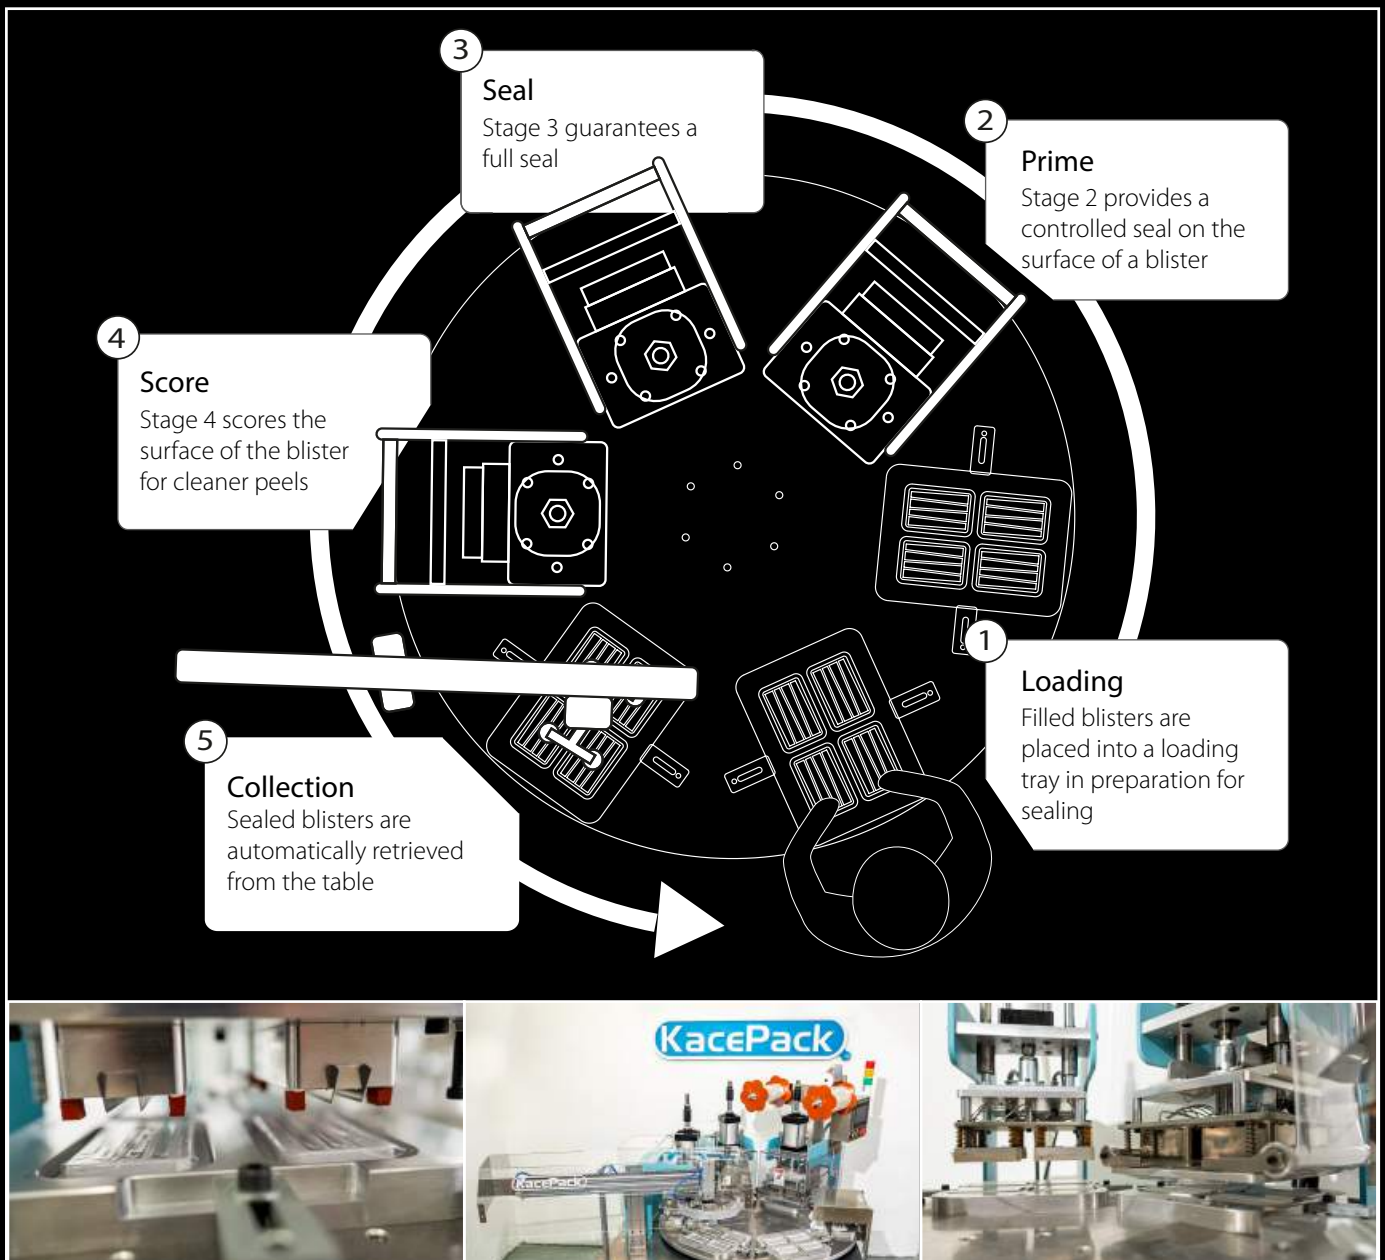 3
Seal
Stage 3 guarantees a
full seal
2
Prime
Stage 2 provides a
controlled seal on the
surface of a blister
4
Score
Stage 4 scores the
surface of the blister
for cleaner peels
1
Loading
Filled blisters are
placed into a loading
tray in preparation for
sealing
5
Collection
Sealed blisters are
automatically retrieved
from the table
KacePack
KacePack